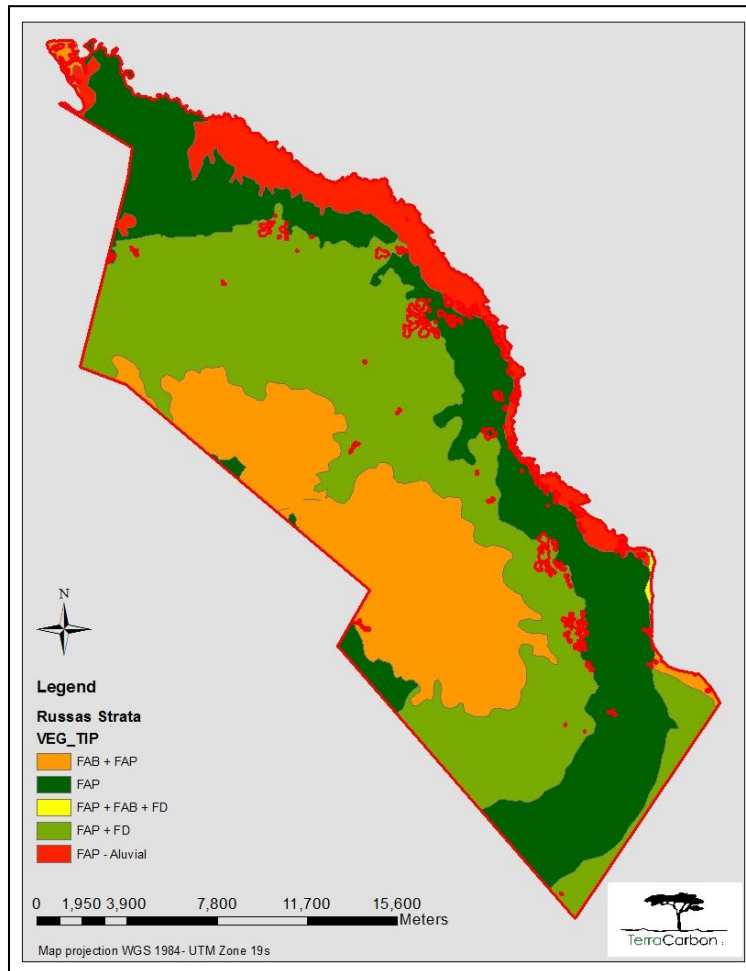 N
Legend
Russas Strata
VEG_TIP
FAB + FAP
FAP
FAP + FAB + FD
FAP + FD
FAP - Aluvial
0 1,950 3,900 7,800 11,700 15,600
Meters
Map projection WGS 1984- UTM Zone 19s
TerraCarbon